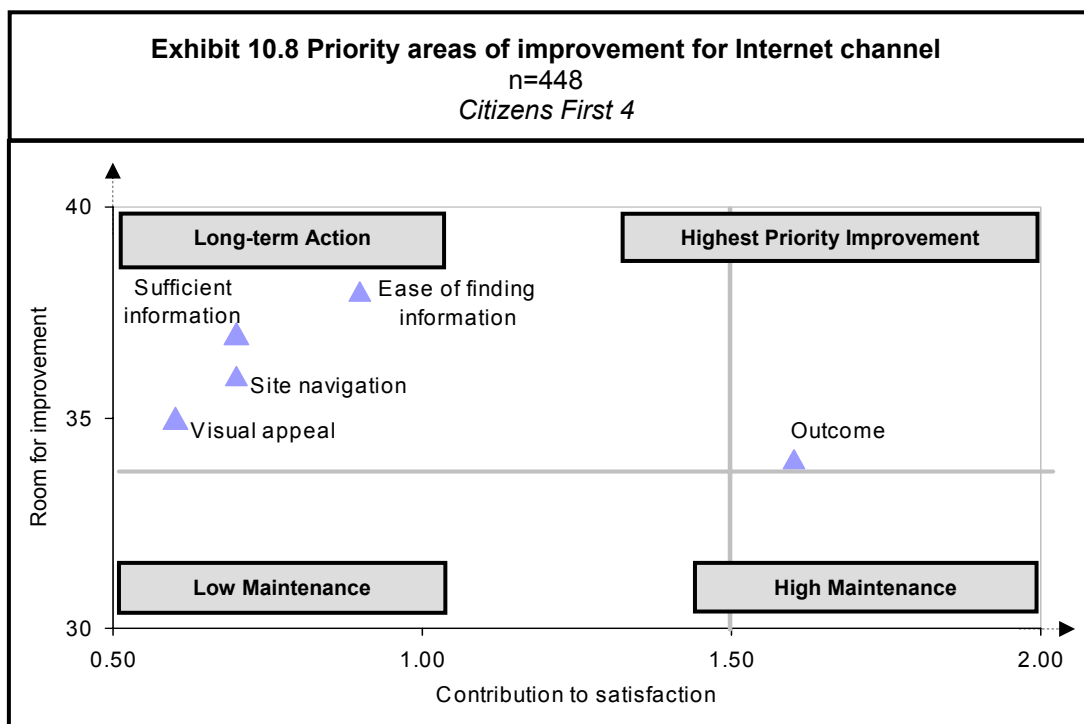 Exhibit 10.8 Priority areas of improvement for Internet channel
n=448
Citizens First 4
40
Long-term Action
Highest Priority Improvement
Sufficient
information
Ease of finding
information
Site navigation
35
Visual appeal
Outcome
Room for improvement
Low Maintenance
High Maintenance
30
0.50
1.00
1.50
2.00
Contribution to satisfaction